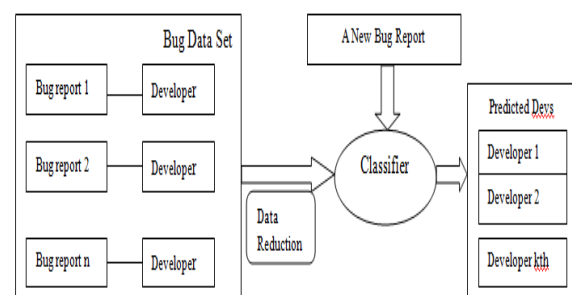 Bug Data Set
Bug report 1
Developer
Bug report 2
Developer
Bug report n
Developer
Data
Reduction
A New Bug Report
Classifier
Predicted Devs
Developer 1
Developer 2
Developer kth